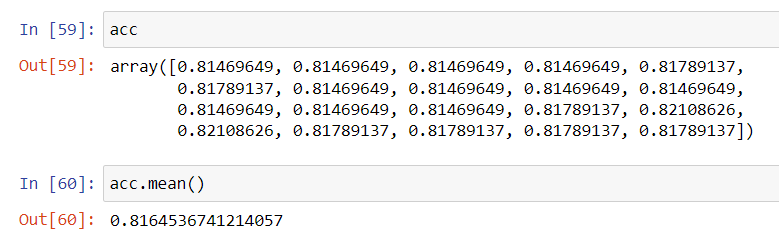 In [59]: acc
Out[59]: array([0.81469649, 0.81469649, 0.81469649, 0.81469649, 0.81789137,
0.81789137, 0.81469649, 0.81469649, 0.81469649, 0.81469649,
0.81469649, 0.81469649, 0.81469649, 0.81789137, 0.82108626,
0.82108626, 0.81789137, 0.81789137, 0.81789137, 0.81789137])
In [60]: acc.mean()
Out[60]: 0.8164536741214057